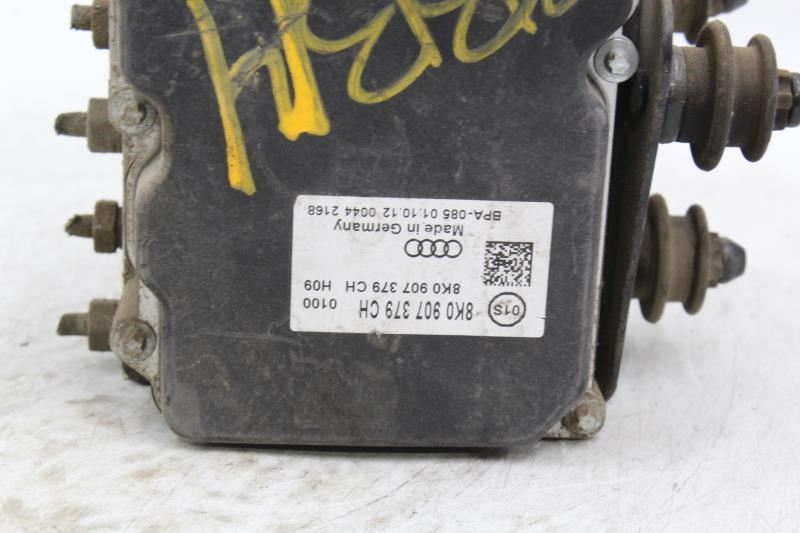 01S 8K0 907 379 CH
0100
8K0 907 379 CH H09
Made in Germany
BPA-085 01.10.12 0044 2168